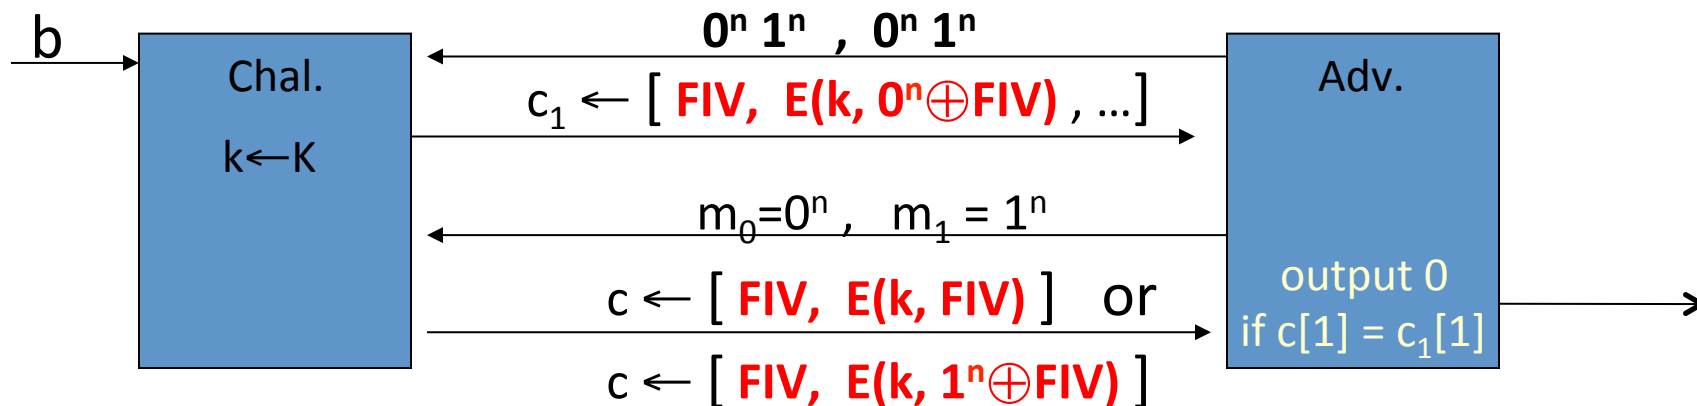 b
Chal.
k←K
0ⁿ 1ⁿ , 0ⁿ 1ⁿ
c₁ ← [ FIV, E(k, 0ⁿ⊕FIV) , …]
m₀=0ⁿ , m₁ = 1ⁿ
c ← [ FIV, E(k, FIV) ] or
c ← [ FIV, E(k, 1ⁿ⊕FIV) ]
Adv.
output 0
if c[1] = c₁[1]